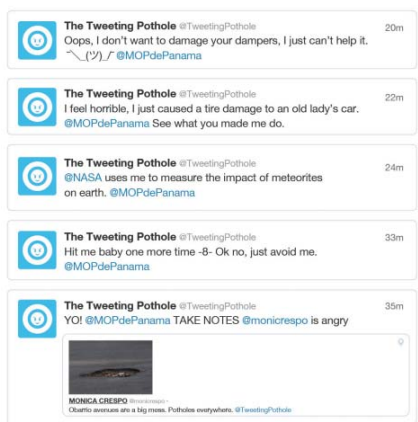 The Tweeting Pothole @TweetingPothole 20m
Oops, I don't want to damage your dampers, I just can't help it.
¯\_(ツ)_/¯ @MOPdePanama
The Tweeting Pothole @TweetingPothole 22m
I feel horrible, I just caused a tire damage to an old lady's car.
@MOPdePanama See what you made me do.
The Tweeting Pothole @TweetingPothole 24m
@NASA uses me to measure the impact of meteorites
on earth. @MOPdePanama
The Tweeting Pothole @TweetingPothole 33m
Hit me baby one more time -8- Ok no, just avoid me.
@MOPdePanama
The Tweeting Pothole @TweetingPothole 35m
YO! @MOPdePanama TAKE NOTES @monicrespo is angry
MONICA CRESPO @monicrespo -
Obarrio avenues are a big mess. Potholes everywhere. @TweetingPothole